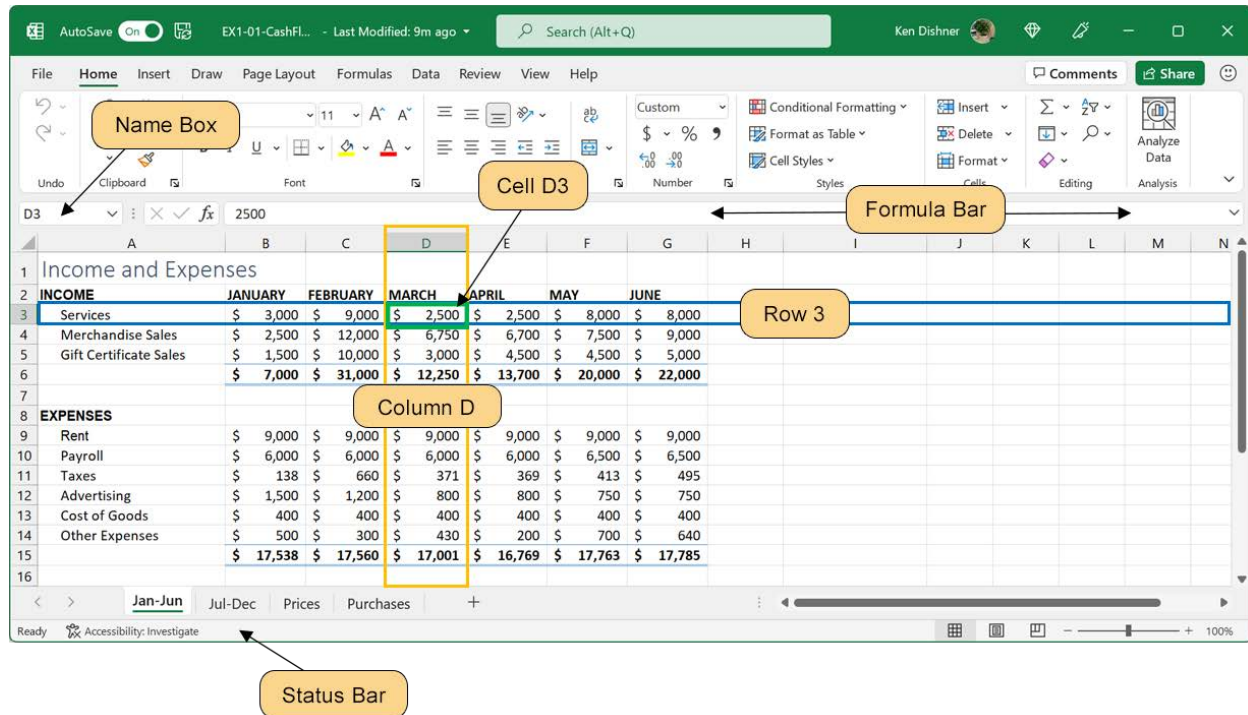 AutoSave On EX1-01-CashFl... - Last Modified: 9m ago Search (Alt+Q) Ken Dishner
File Home Insert Draw Page Layout Formulas Data Review View Help Comments Share
Name Box
11 A^ A˅ ab Custom Conditional Formatting Insert Σ
U A $ % , Format as Table Delete
Cell Styles Format
Analyze
Data
Undo Clipboard Font Number Styles Cells Editing Analysis
Cell D3
Formula Bar
D3 fx 2500
A B C D E F G H I J K L M N
1 Income and Expenses
2 INCOME JANUARY FEBRUARY MARCH APRIL MAY JUNE
3 Services $ 3,000 $ 9,000 $ 2,500 $ 2,500 $ 8,000 $ 8,000
Row 3
4 Merchandise Sales $ 2,500 $ 12,000 $ 6,750 $ 6,700 $ 7,500 $ 9,000
5 Gift Certificate Sales $ 1,500 $ 10,000 $ 3,000 $ 4,500 $ 4,500 $ 5,000
6 $ 7,000 $ 31,000 $ 12,250 $ 13,700 $ 20,000 $ 22,000
7
Column D
8 EXPENSES
9 Rent $ 9,000 $ 9,000 $ 9,000 $ 9,000 $ 9,000 $ 9,000
10 Payroll $ 6,000 $ 6,000 $ 6,000 $ 6,000 $ 6,500 $ 6,500
11 Taxes $ 138 $ 660 $ 371 $ 369 $ 413 $ 495
12 Advertising $ 1,500 $ 1,200 $ 800 $ 800 $ 750 $ 750
13 Cost of Goods $ 400 $ 400 $ 400 $ 400 $ 400 $ 400
14 Other Expenses $ 500 $ 300 $ 430 $ 200 $ 700 $ 640
15 $ 17,538 $ 17,560 $ 17,001 $ 16,769 $ 17,763 $ 17,785
16
Jan-Jun Jul-Dec Prices Purchases +
Ready Accessibility: Investigate - + 100%
Status Bar